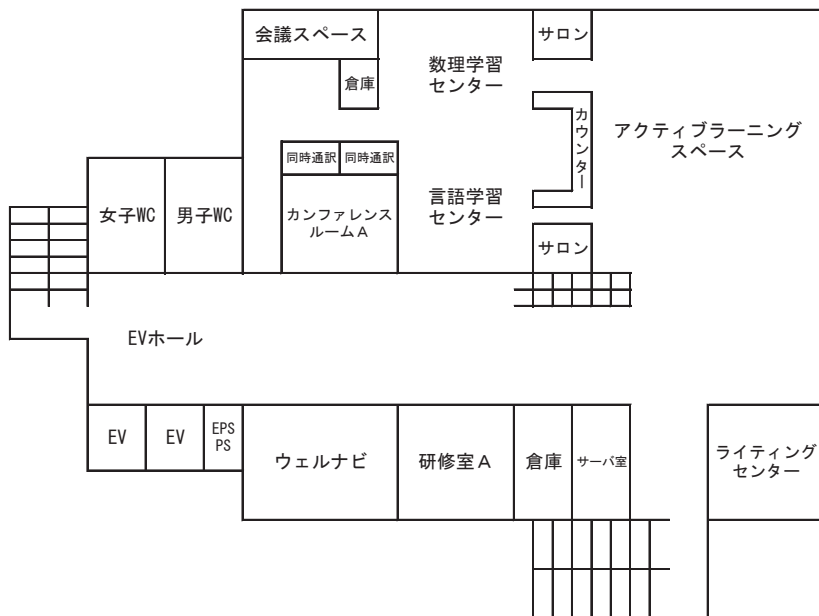 会議スペース
サロン
数理学習
センター
倉庫
カウンター
アクティブラーニング
スペース
同時通訳
同時通訳
女子WC
男子WC
カンファレンス
ルームA
言語学習
センター
サロン
EVホール
EV
EV
EPS
PS
ウェルナビ
研修室A
倉庫
サーバ室
ライティング
センター